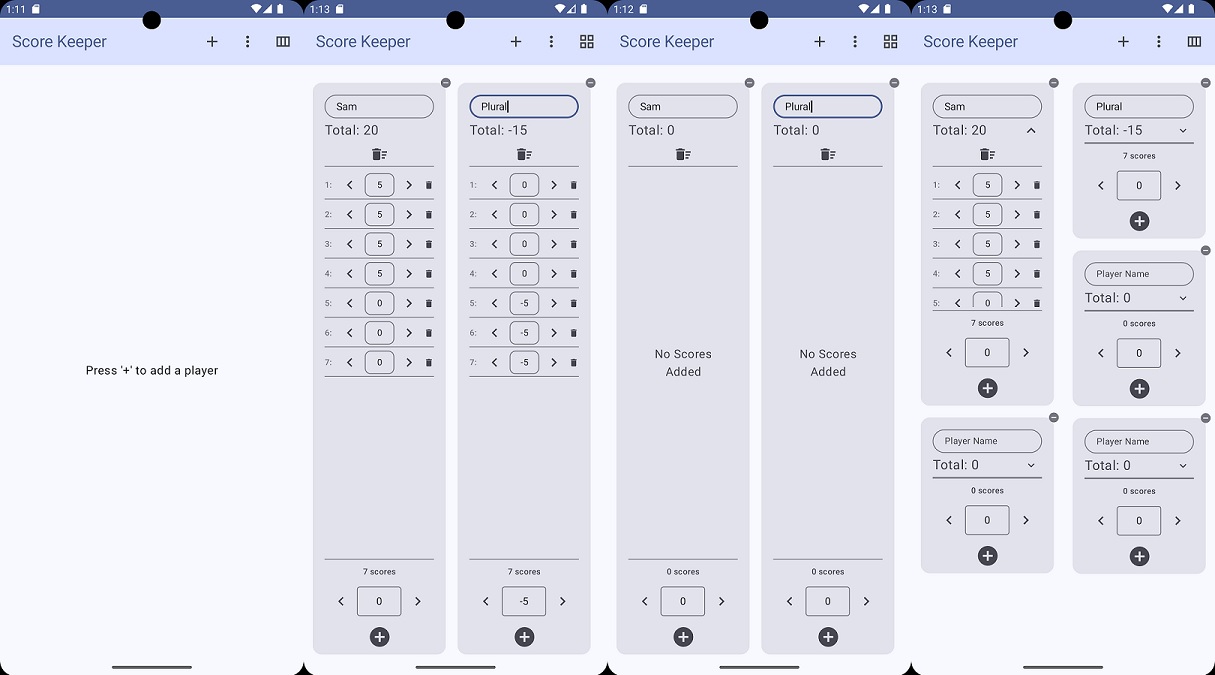 1:11
Score Keeper
Press '+' to add a player
1:13
Score Keeper
Sam
Total: 20
1: 5
2: 5
3: 5
4: 5
5: 0
6: 0
7: 0
7 scores
0
Plural
Total: -15
1: 0
2: 0
3: 0
4: 0
5: -5
6: -5
7: -5
7 scores
-5
1:12
Score Keeper
Sam
Total: 0
No Scores
Added
0 scores
0
Plural
Total: 0
No Scores
Added
0 scores
0
1:13
Score Keeper
Sam
Total: 20
1: 5
2: 5
3: 5
4: 5
5: 0
7 scores
0
Plural
Total: -15
7 scores
0
Player Name
Total: 0
0 scores
0
Player Name
Total: 0
0 scores
0
Player Name
Total: 0
0 scores
0